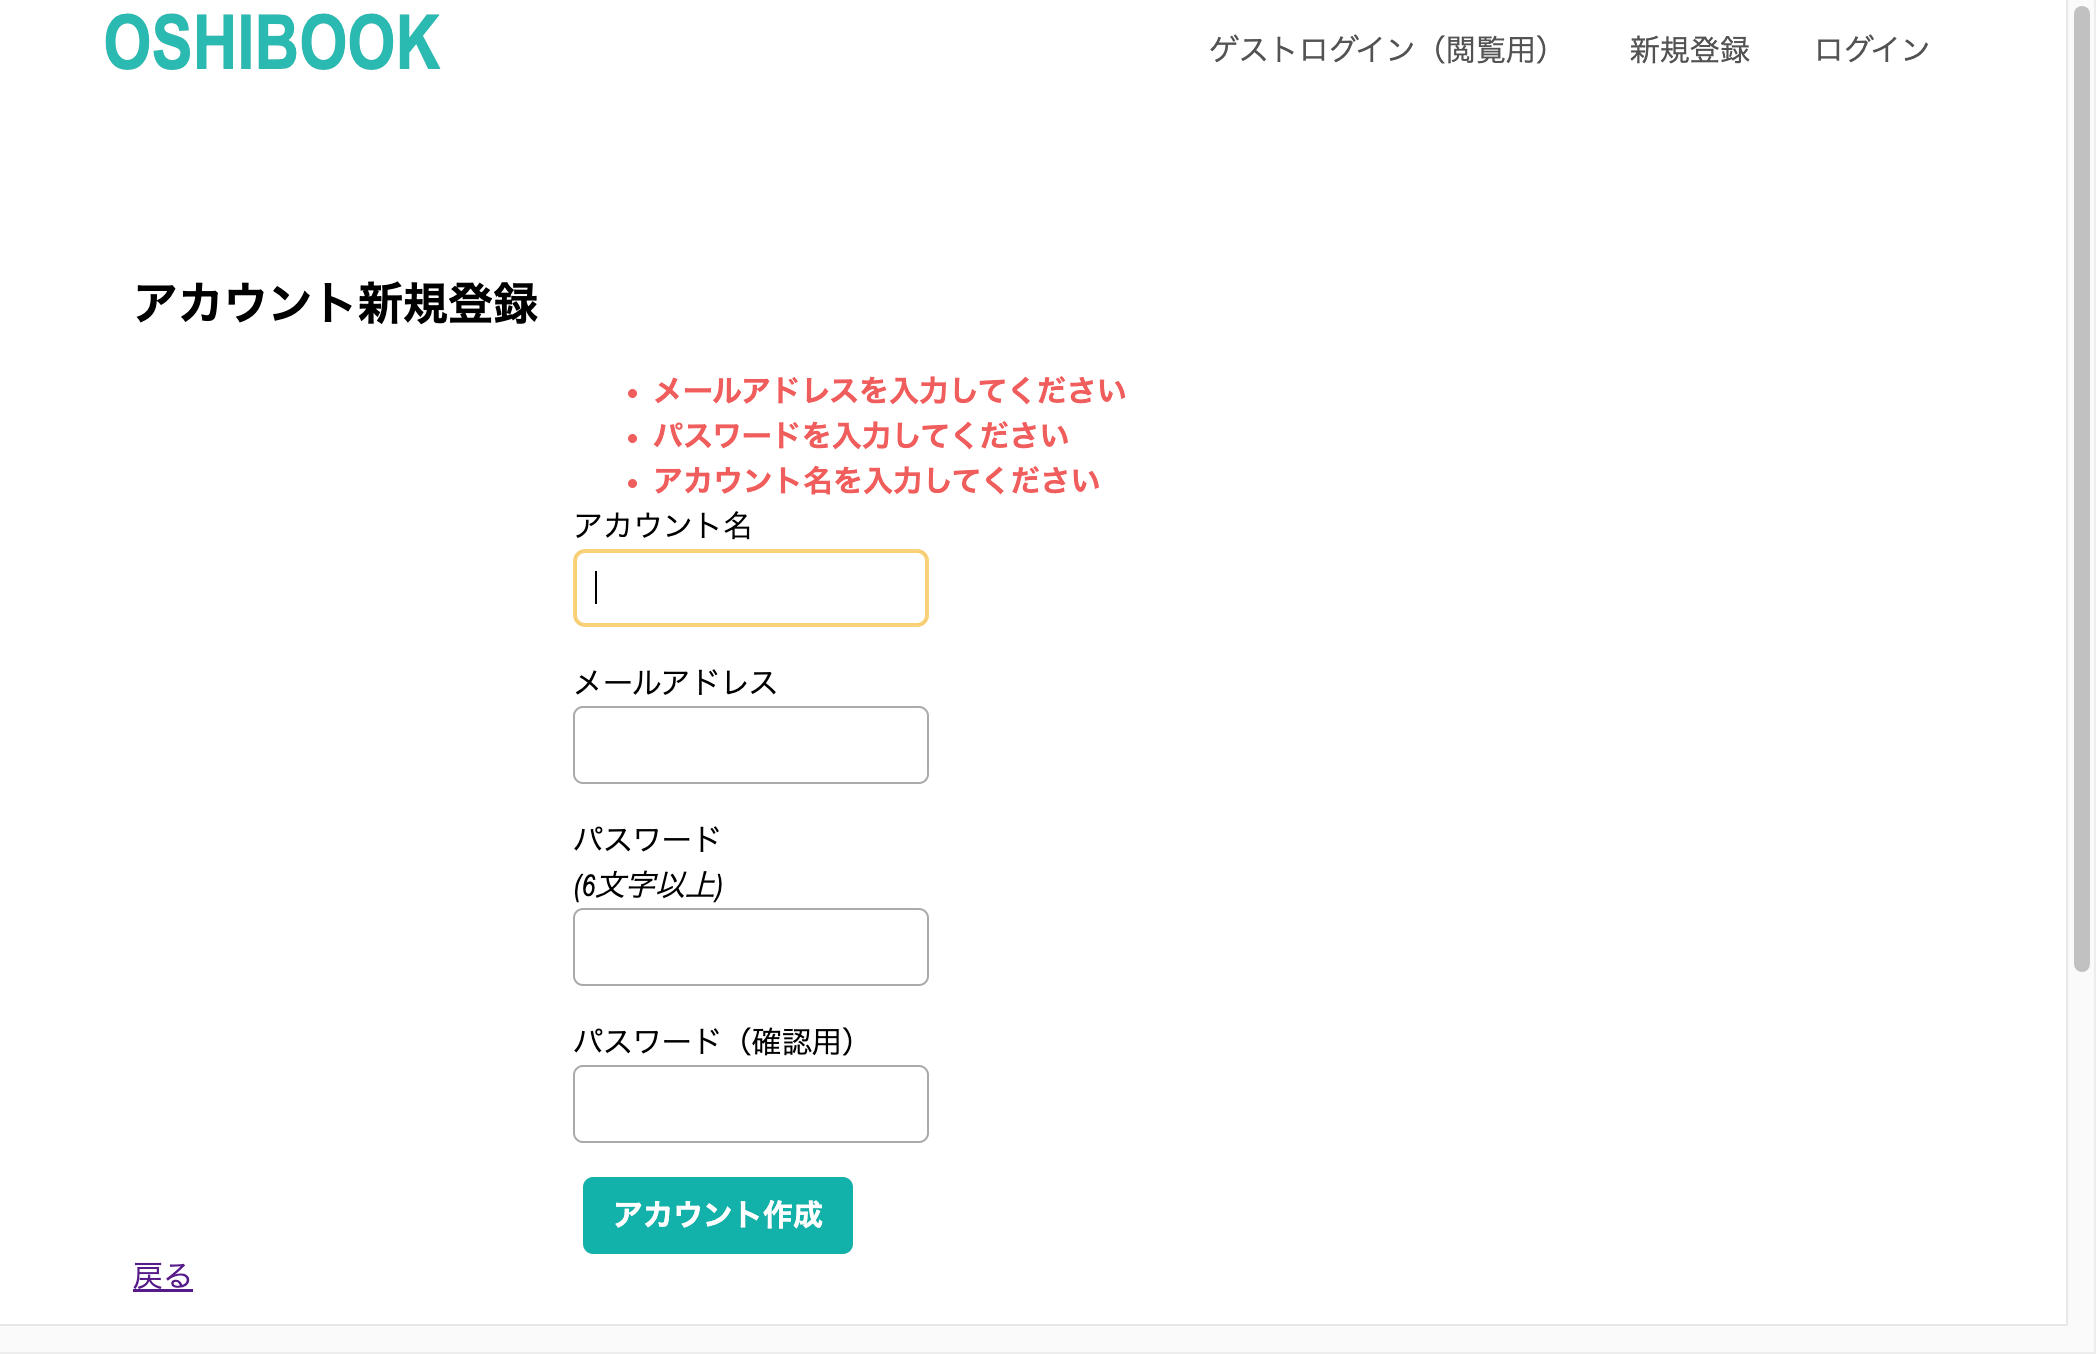 OSHIBOOK
ゲストログイン（閲覧用）
新規登録
ログイン
アカウント新規登録
• メールアドレスを入力してください
• パスワードを入力してください
• アカウント名を入力してください
アカウント名
メールアドレス
パスワード
(6文字以上)
パスワード（確認用）
アカウント作成
戻る